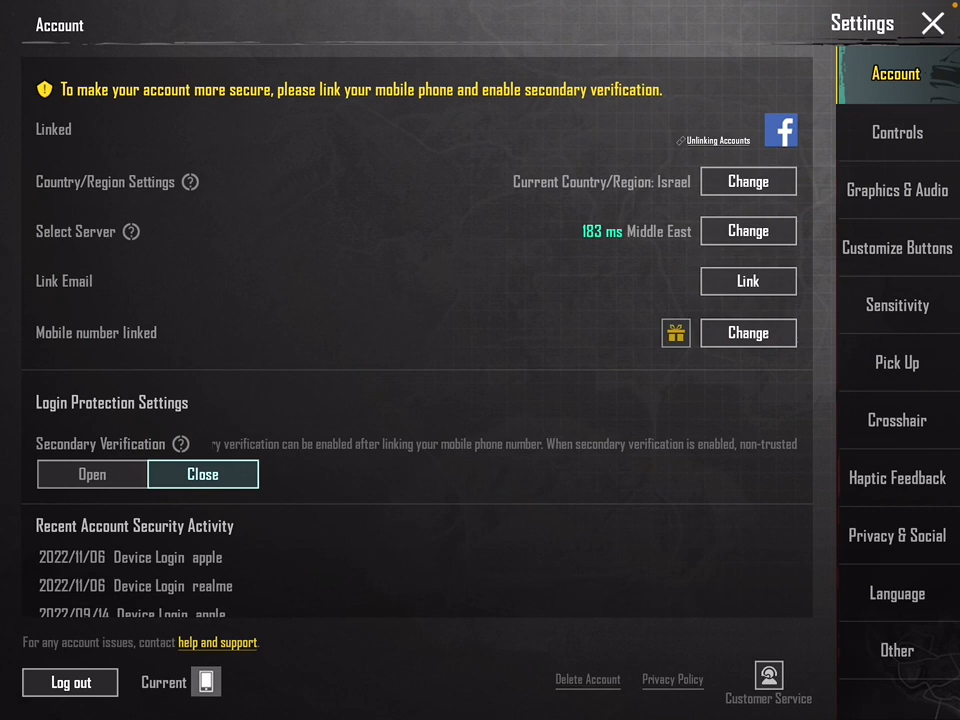 Account
Settings
To make your account more secure, please link your mobile phone and enable secondary verification.
Account
Linked
Unlinking Accounts
Controls
Country/Region Settings
Current Country/Region: Israel
Change
Graphics & Audio
Select Server
183 ms Middle East
Change
Customize Buttons
Link Email
Link
Sensitivity
Mobile number linked
Change
Pick Up
Login Protection Settings
Crosshair
Secondary Verification
verification can be enabled after linking your mobile phone number. When secondary verification is enabled, non-trusted
Open
Close
Haptic Feedback
Recent Account Security Activity
Privacy & Social
2022/11/06 Device Login apple
2022/11/06 Device Login realme
Language
2022/09/14 Device Login apple
For any account issues, contact help and support.
Other
Log out
Current
Delete Account
Privacy Policy
Customer Service